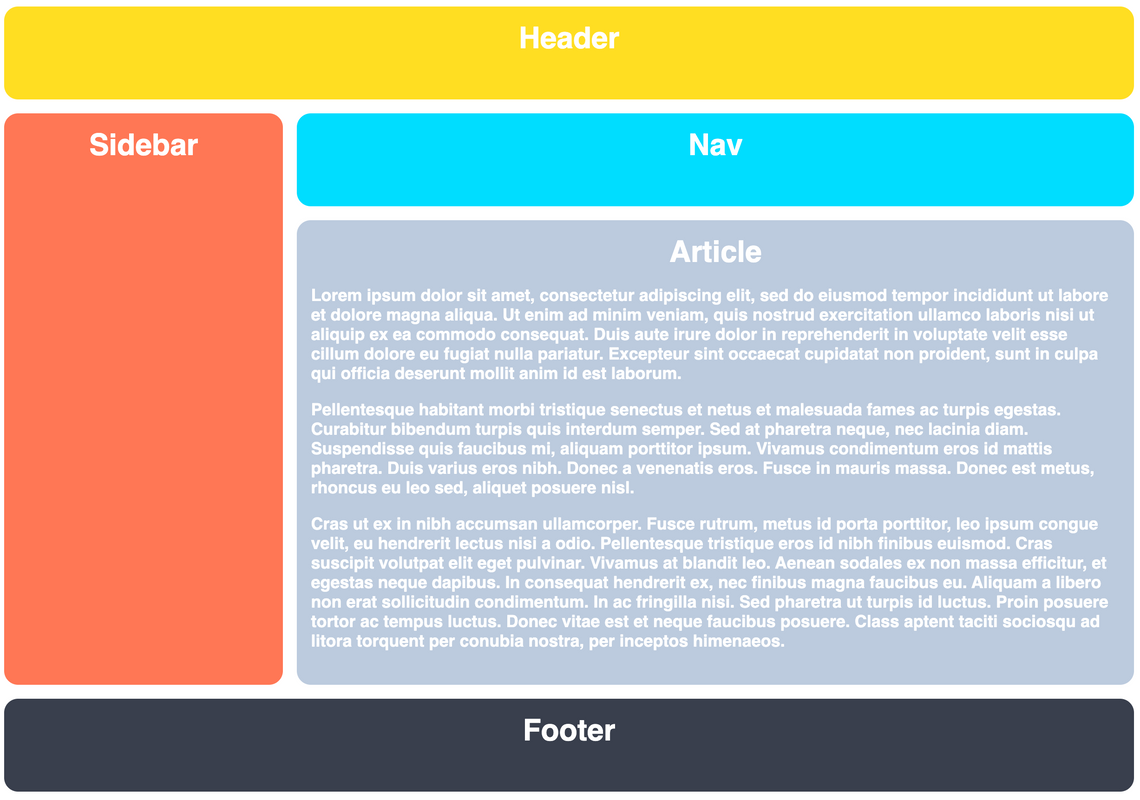 Header
Sidebar
Nav
Article
Lorem ipsum dolor sit amet, consectetur adipiscing elit, sed do eiusmod tempor incididunt ut labore
et dolore magna aliqua. Ut enim ad minim veniam, quis nostrud exercitation ullamco laboris nisi ut
aliquip ex ea commodo consequat. Duis aute irure dolor in reprehenderit in voluptate velit esse
cillum dolore eu fugiat nulla pariatur. Excepteur sint occaecat cupidatat non proident, sunt in culpa
qui officia deserunt mollit anim id est laborum.
Pellentesque habitant morbi tristique senectus et netus et malesuada fames ac turpis egestas.
Curabitur bibendum turpis quis interdum semper. Sed at pharetra neque, nec lacinia diam.
Suspendisse quis faucibus mi, aliquam porttitor ipsum. Vivamus condimentum eros id mattis
pharetra. Duis varius eros nibh. Donec a venenatis eros. Fusce in mauris massa. Donec est metus,
rhoncus eu leo sed, aliquet posuere nisl.
Cras ut ex in nibh accumsan ullamcorper. Fusce rutrum, metus id porta porttitor, leo ipsum congue
velit, eu hendrerit lectus nisi a odio. Pellentesque tristique eros id nibh finibus euismod. Cras
suscipit volutpat elit eget pulvinar. Vivamus at blandit leo. Aenean sodales ex non massa efficitur, et
egestas neque dapibus. In consequat hendrerit ex, nec finibus magna faucibus eu. Aliquam a libero
non erat sollicitudin condimentum. In ac fringilla nisi. Sed pharetra ut turpis id luctus. Proin posuere
tortor ac tempus luctus. Donec vitae est et neque faucibus posuere. Class aptent taciti sociosqu ad
litora torquent per conubia nostra, per inceptos himenaeos.
Footer